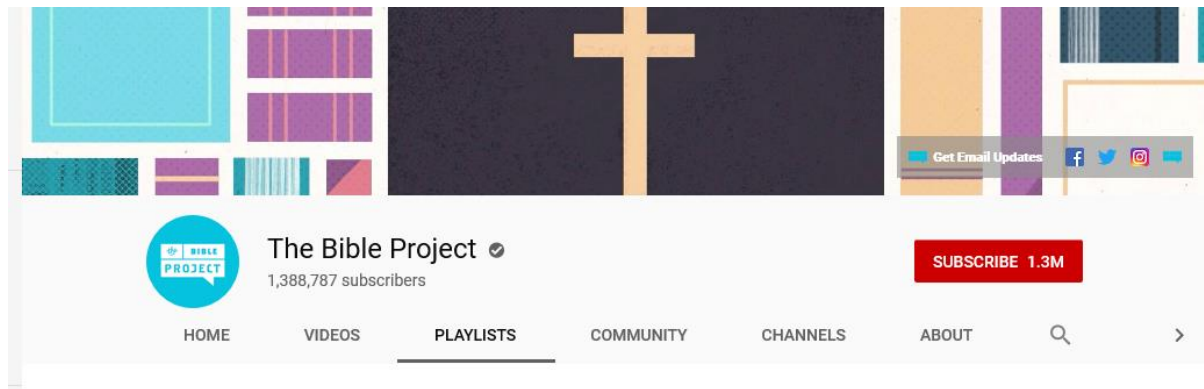 Get Email Updates
BIBLE
PROJECT
The Bible Project
1,388,787 subscribers
SUBSCRIBE 1.3M
HOME VIDEOS PLAYLISTS COMMUNITY CHANNELS ABOUT